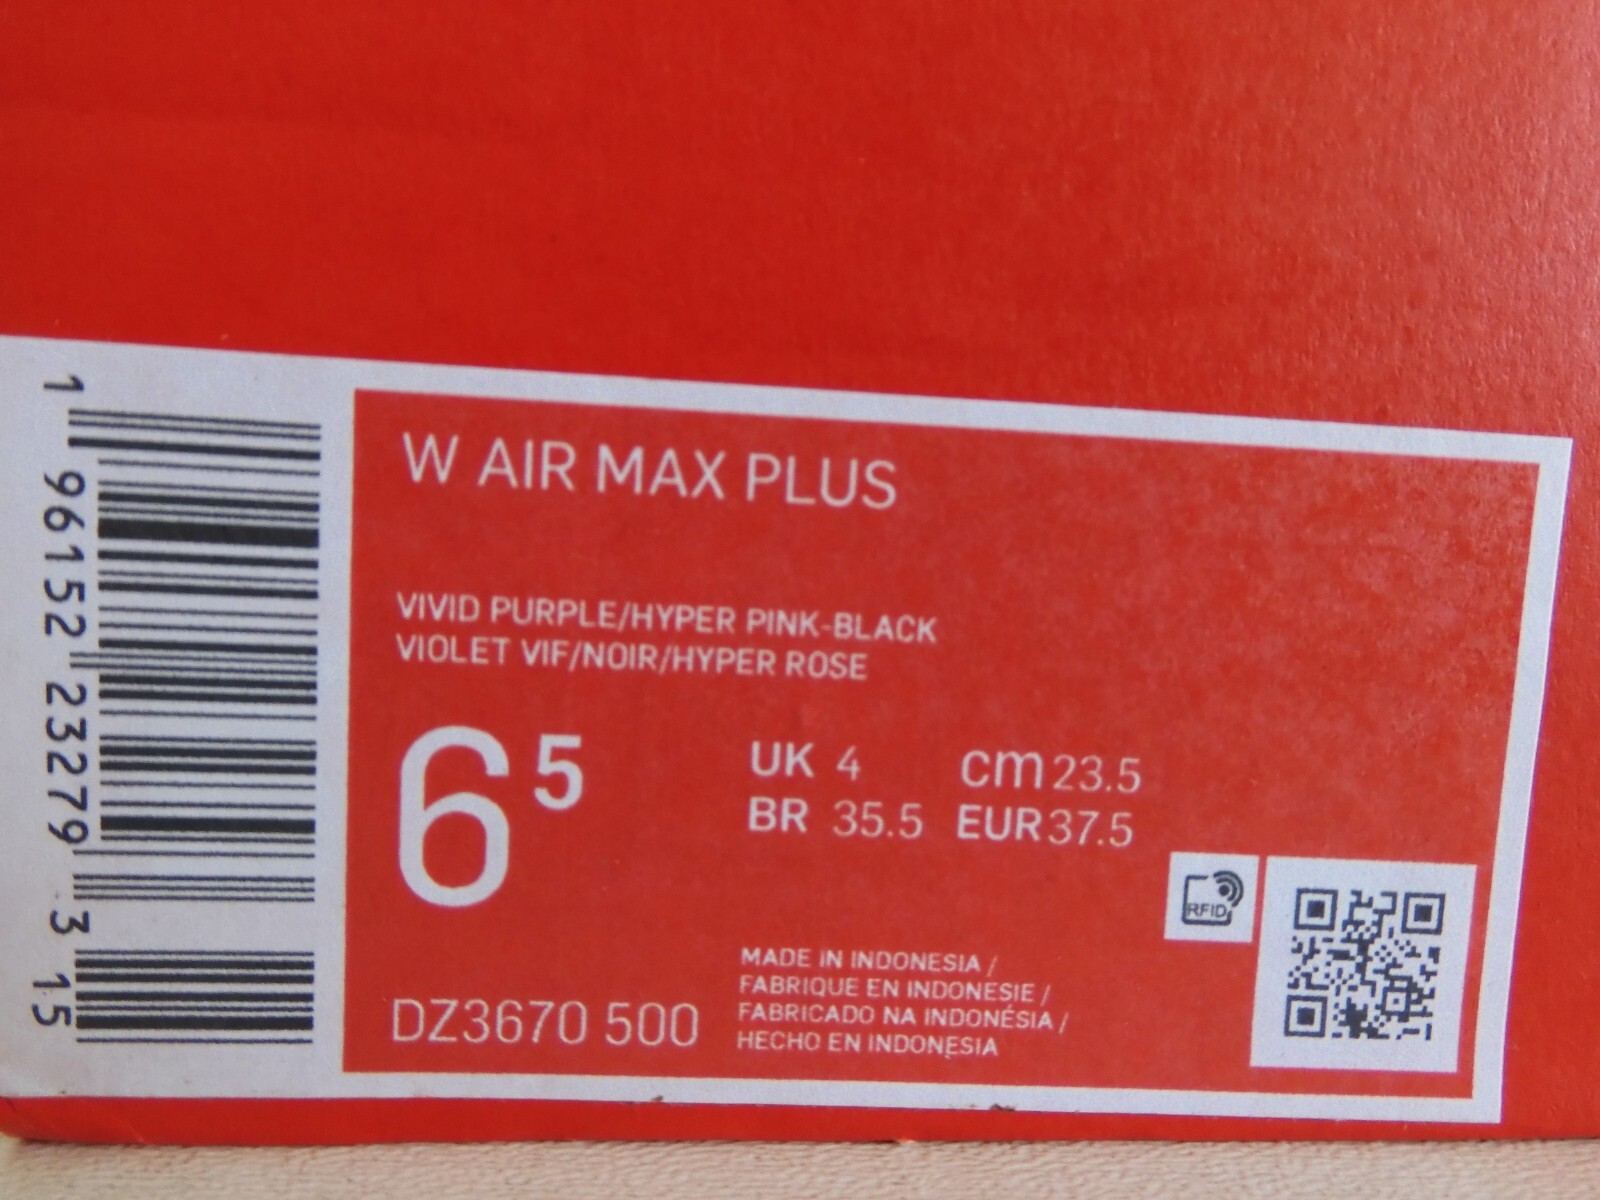 W AIR MAX PLUS
VIVID PURPLE/HYPER PINK-BLACK
VIOLET VIF/NOIR/HYPER ROSE
6 5
UK 4 cm 23.5
BR 35.5 EUR 37.5
RFID
DZ3670 500
MADE IN INDONESIA /
FABRIQUE EN INDONESIE /
FABRICADO NA INDONÉSIA /
HECHO EN INDONESIA
1 96152 23279 3 15